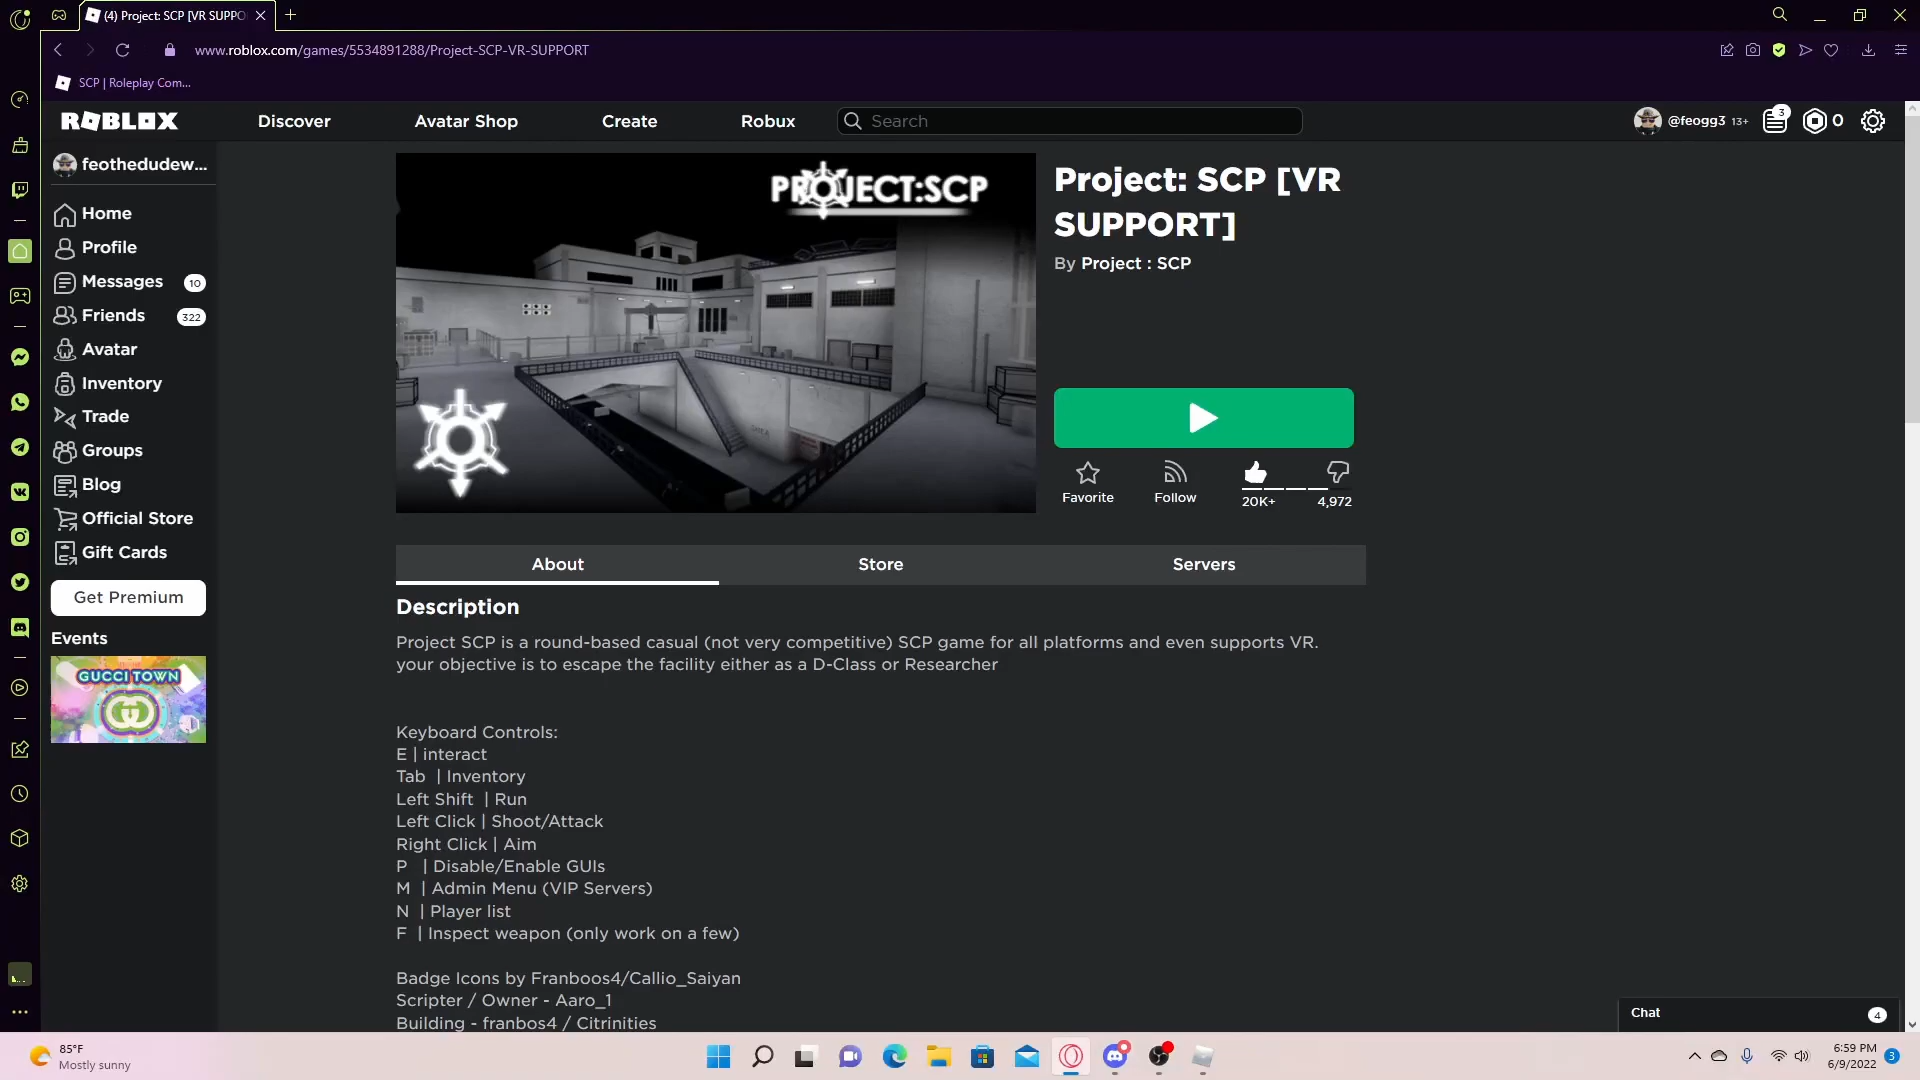 (4) Project: SCP [VR SUPPO
www.roblox.com/games/5534891288/Project-SCP-VR-SUPPORT
SCP | Roleplay Com...
ROBLOX
Discover
Avatar Shop
Create
Robux
Search
@feogg3 13+
3
0
feothedudew...
Home
Profile
Messages 10
Friends 322
Avatar
Inventory
Trade
Groups
Blog
Official Store
Gift Cards
Get Premium
Events
GUCCI TOWN
PROJECT:SCP
Project: SCP [VR
SUPPORT]
By Project : SCP
Favorite
Follow
20K+
4,972
About
Store
Servers
Description
Project SCP is a round-based casual (not very competitive) SCP game for all platforms and even supports VR.
your objective is to escape the facility either as a D-Class or Researcher
Keyboard Controls:
E | interact
Tab | Inventory
Left Shift | Run
Left Click | Shoot/Attack
Right Click | Aim
P | Disable/Enable GUIs
M | Admin Menu (VIP Servers)
N | Player list
F | Inspect weapon (only work on a few)
Badge Icons by Franboos4/Callio_Saiyan
Scripter / Owner - Aaro_1
Building - franbos4 / Citrinities
Chat 4
85°F
Mostly sunny
6:59 PM
6/9/2022
3